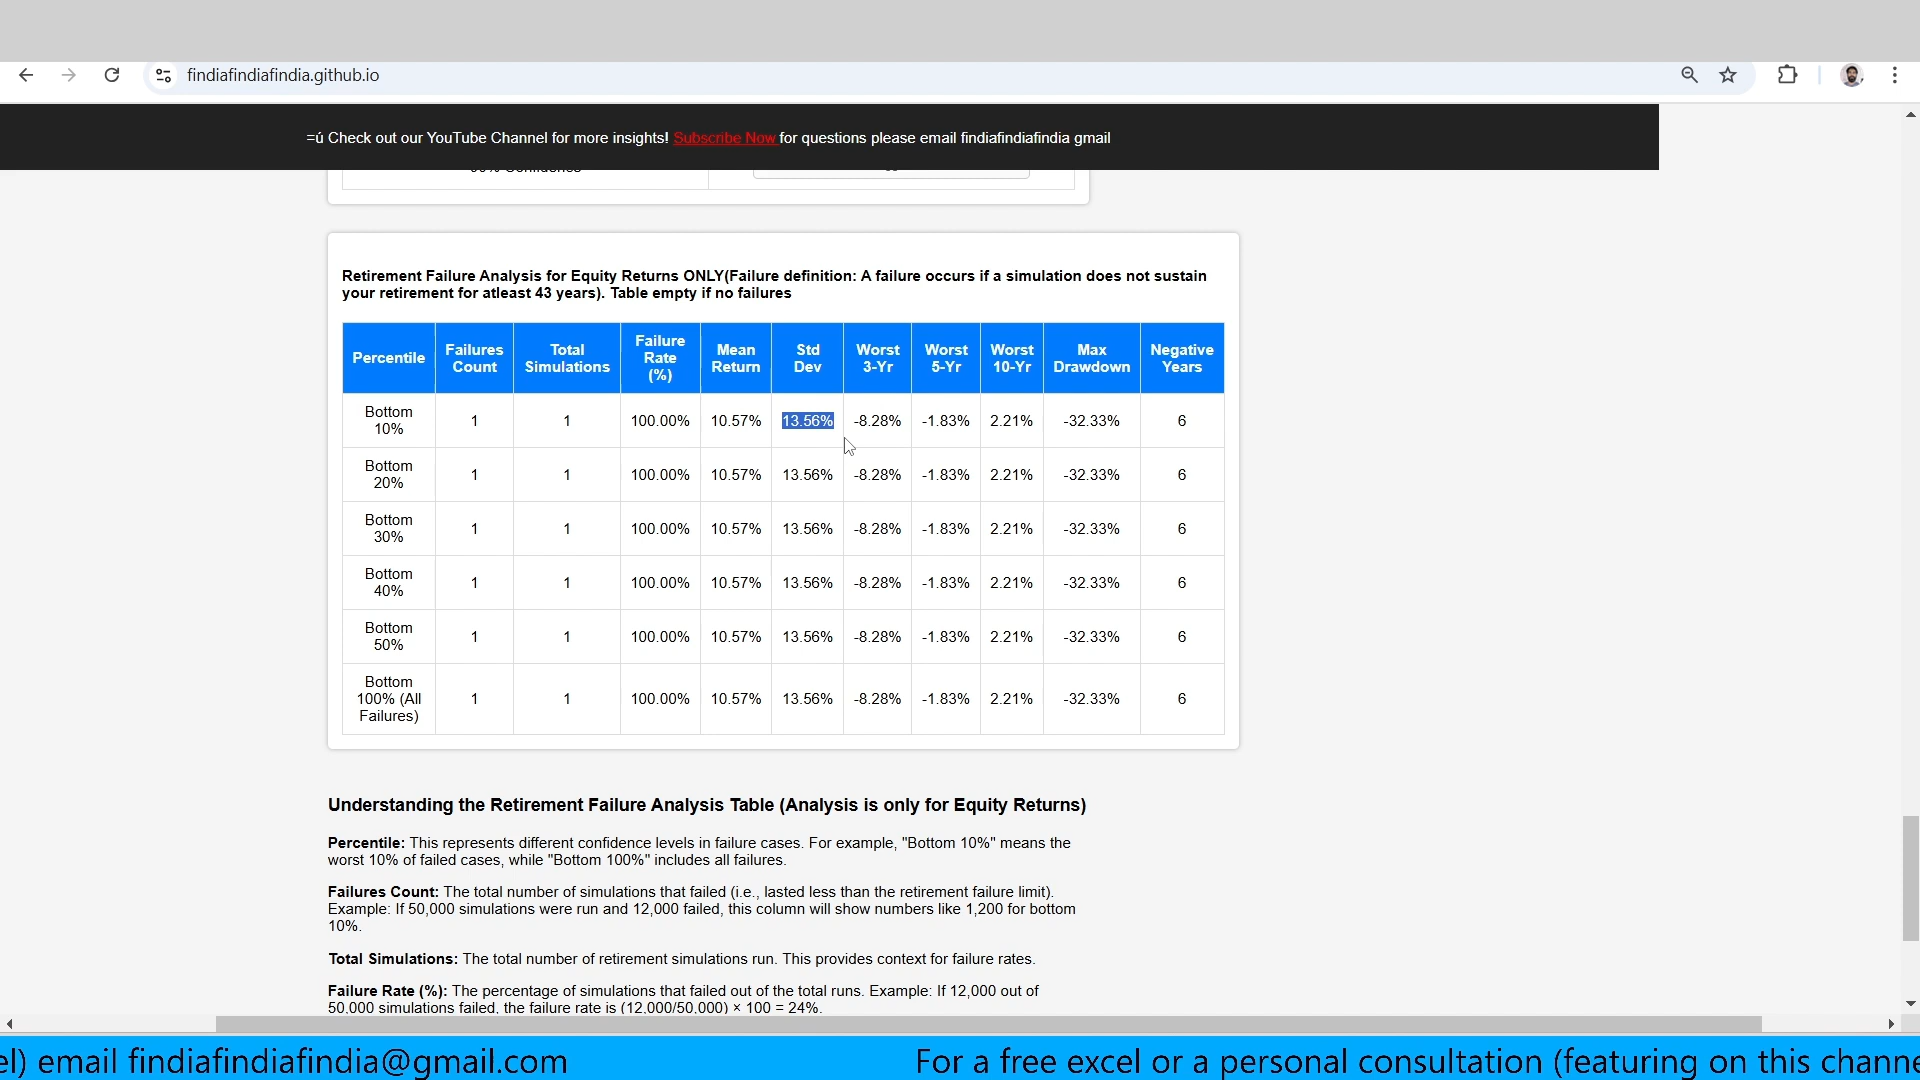 findiafindiafindia.github.io
=ú Check out our YouTube Channel for more insights! Subscribe Now for questions please email findiafindiafindia gmail
Retirement Failure Analysis for Equity Returns ONLY(Failure definition: A failure occurs if a simulation does not sustain
your retirement for atleast 43 years). Table empty if no failures
Percentile Failures Count Total Simulations Failure Rate (%) Mean Return Std Dev Worst 3-Yr Worst 5-Yr Worst 10-Yr Max Drawdown Negative Years
Bottom 10% 1 1 100.00% 10.57% 13.56% -8.28% -1.83% 2.21% -32.33% 6
Bottom 20% 1 1 100.00% 10.57% 13.56% -8.28% -1.83% 2.21% -32.33% 6
Bottom 30% 1 1 100.00% 10.57% 13.56% -8.28% -1.83% 2.21% -32.33% 6
Bottom 40% 1 1 100.00% 10.57% 13.56% -8.28% -1.83% 2.21% -32.33% 6
Bottom 50% 1 1 100.00% 10.57% 13.56% -8.28% -1.83% 2.21% -32.33% 6
Bottom 100% (All Failures) 1 1 100.00% 10.57% 13.56% -8.28% -1.83% 2.21% -32.33% 6
Understanding the Retirement Failure Analysis Table (Analysis is only for Equity Returns)
Percentile: This represents different confidence levels in failure cases. For example, "Bottom 10%" means the
worst 10% of failed cases, while "Bottom 100%" includes all failures.
Failures Count: The total number of simulations that failed (i.e., lasted less than the retirement failure limit).
Example: If 50,000 simulations were run and 12,000 failed, this column will show numbers like 1,200 for bottom
10%.
Total Simulations: The total number of retirement simulations run. This provides context for failure rates.
Failure Rate (%): The percentage of simulations that failed out of the total runs. Example: If 12,000 out of
50,000 simulations failed, the failure rate is (12,000/50,000) × 100 = 24%.
el) email findiafindiafindia@gmail.com For a free excel or a personal consultation (featuring on this channe